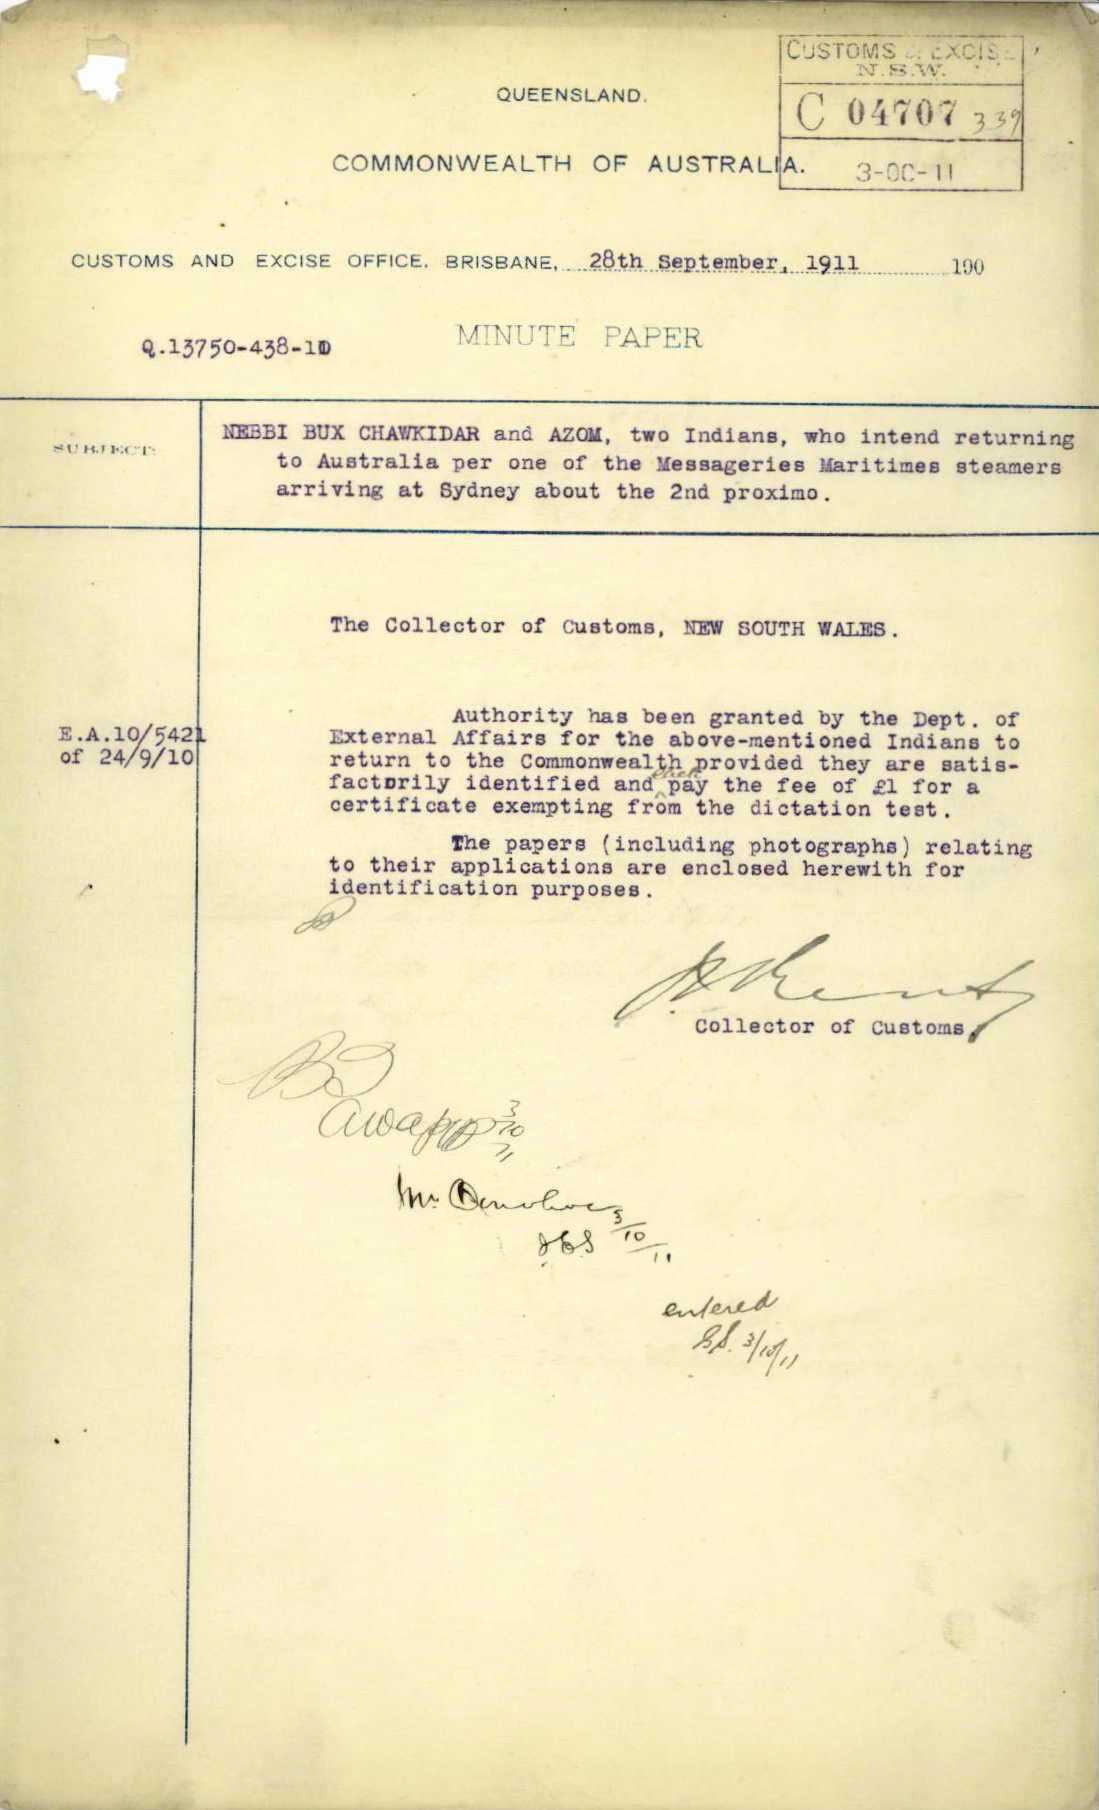 CUSTOMS & EXCISE
N.S.W.
C 04707 339
3-OC-11
QUEENSLAND.
COMMONWEALTH OF AUSTRALIA.
CUSTOMS AND EXCISE OFFICE. BRISBANE, 28th September, 1911 190
Q.13750-438-10
MINUTE PAPER
SUBJECT:
NEBBI BUX CHAWKIDAR and AZOM, two Indians, who intend returning
to Australia per one of the Messageries Maritimes steamers
arriving at Sydney about the 2nd proximo.
The Collector of Customs, NEW SOUTH WALES.
E.A.10/5421
of 24/9/10
Authority has been granted by the Dept. of
External Affairs for the above-mentioned Indians to
return to the Commonwealth provided they are satis-
factorily identified and each pay the fee of £1 for a
certificate exempting from the dictation test.
The papers (including photographs) relating
to their applications are enclosed herewith for
identification purposes.
Collector of Customs
3/10/11
Mr Donohoe
3/10/11
entered
3/10/11